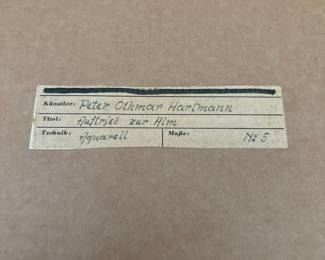 Künstler: Peter Othmar Hartmann
Titel: Auftrieb zur Alm
Technik: Aquarell Maße: No 5